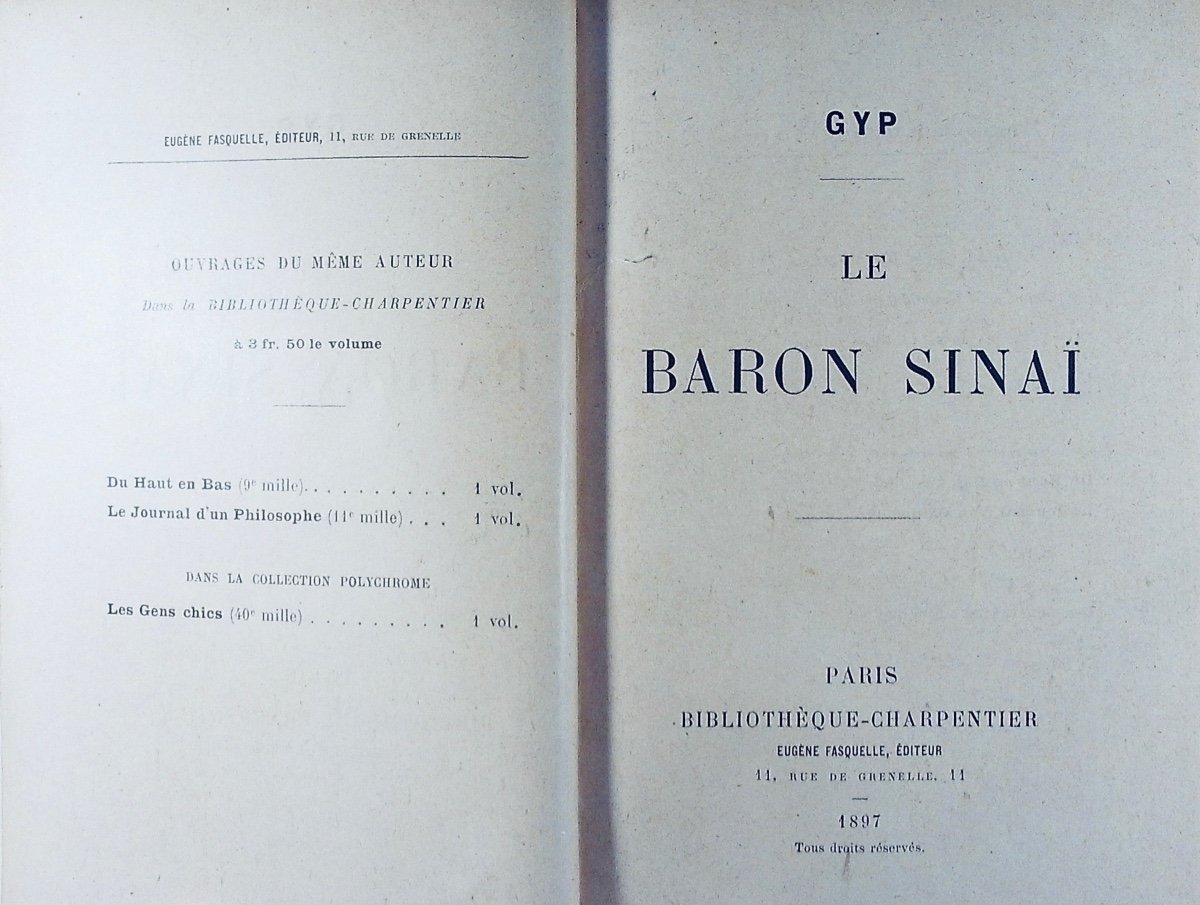 EUGÈNE FASQUELLE, ÉDITEUR, 11, RUE DE GRENELLE
OUVRAGES DU MÊME AUTEUR
Dans la BIBLIOTHÈQUE-CHARPENTIER
à 3 fr. 50 le volume
Du Haut en Bas (9e mille). . . . . . . . . . 1 vol.
Le Journal d'un Philosophe (11e mille) . . . 1 vol.
DANS LA COLLECTION POLYCHROME
Les Gens chics (40e mille) . . . . . . . . . 1 vol.
GYP
LE
BARON SINAÏ
PARIS
BIBLIOTHÈQUE-CHARPENTIER
EUGÈNE FASQUELLE, ÉDITEUR
11, RUE DE GRENELLE, 11
1897
Tous droits réservés.